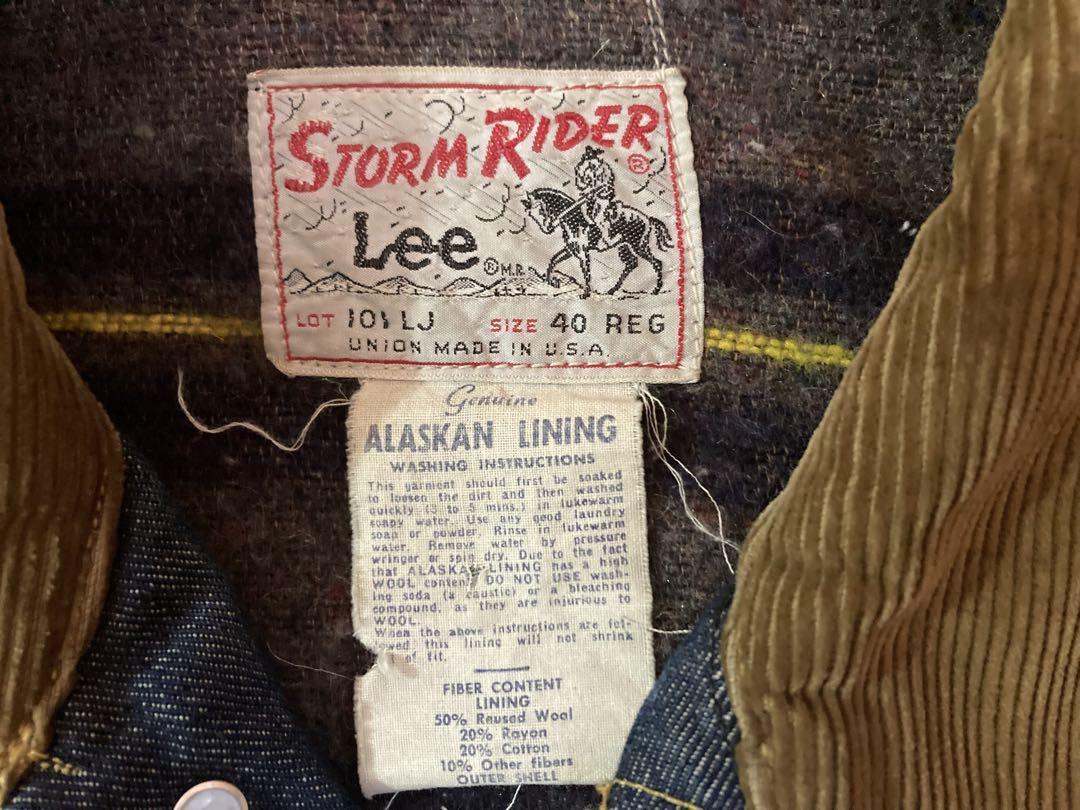 STORM RIDER ®
Lee ® M.R.
LOT 101 LJ SIZE 40 REG
UNION MADE IN U.S.A.
Genuine
ALASKAN LINING
WASHING INSTRUCTIONS
This garment should first be soaked
to loosen the dirt and then washed
quickly (3 to 5 mins.) in lukewarm
soapy water. Use any good laundry
soap or powder. Rinse in lukewarm
water. Remove water by pressure
wringer or spin dry. Due to the fact
that ALASKAN LINING has a high
WOOL content DO NOT USE wash-
ing soda (a caustic) or a bleaching
compound, as they are injurious to
WOOL.
When the above instructions are fol-
lowed this lining will not shrink
of fit.
FIBER CONTENT
LINING
50% Reused Wool
20% Rayon
20% Cotton
10% Other fibers
OUTER SHELL